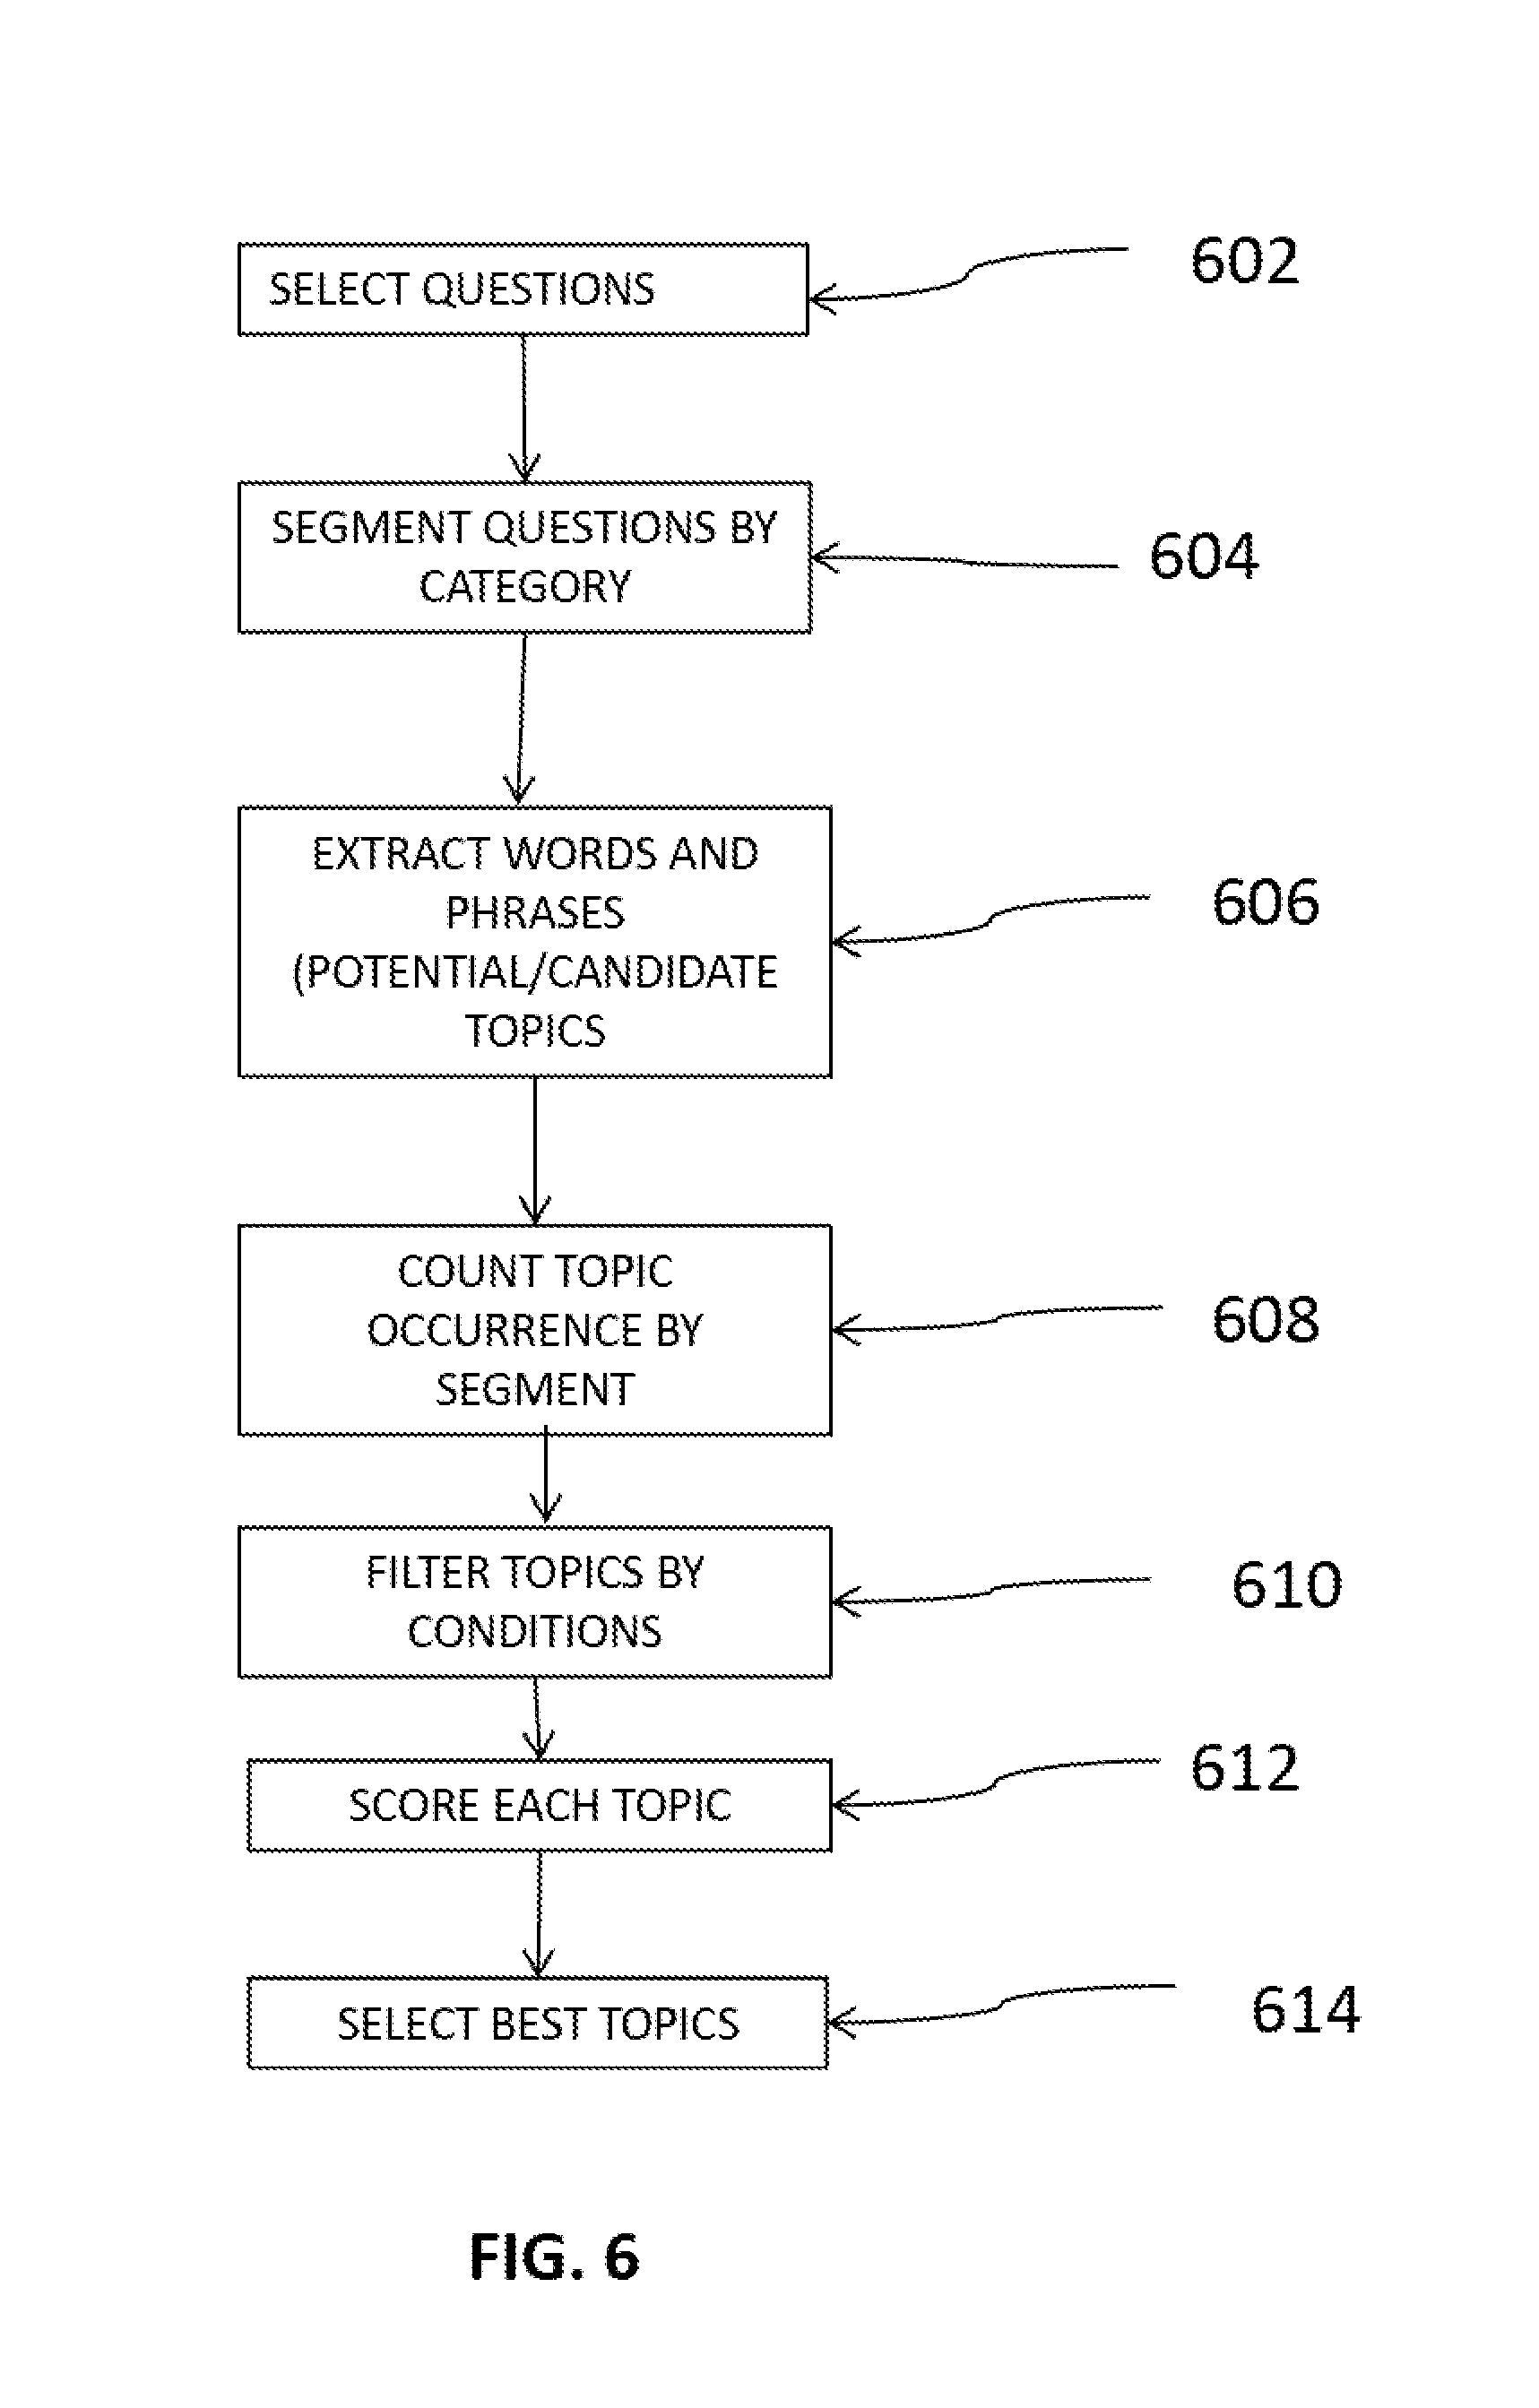 SELECT QUESTIONS
602
SEGMENT QUESTIONS BY
CATEGORY
604
EXTRACT WORDS AND
PHRASES
(POTENTIAL/CANDIDATE
TOPICS
606
COUNT TOPIC
OCCURRENCE BY
SEGMENT
608
FILTER TOPICS BY
CONDITIONS
610
SCORE EACH TOPIC
612
SELECT BEST TOPICS
614
FIG. 6